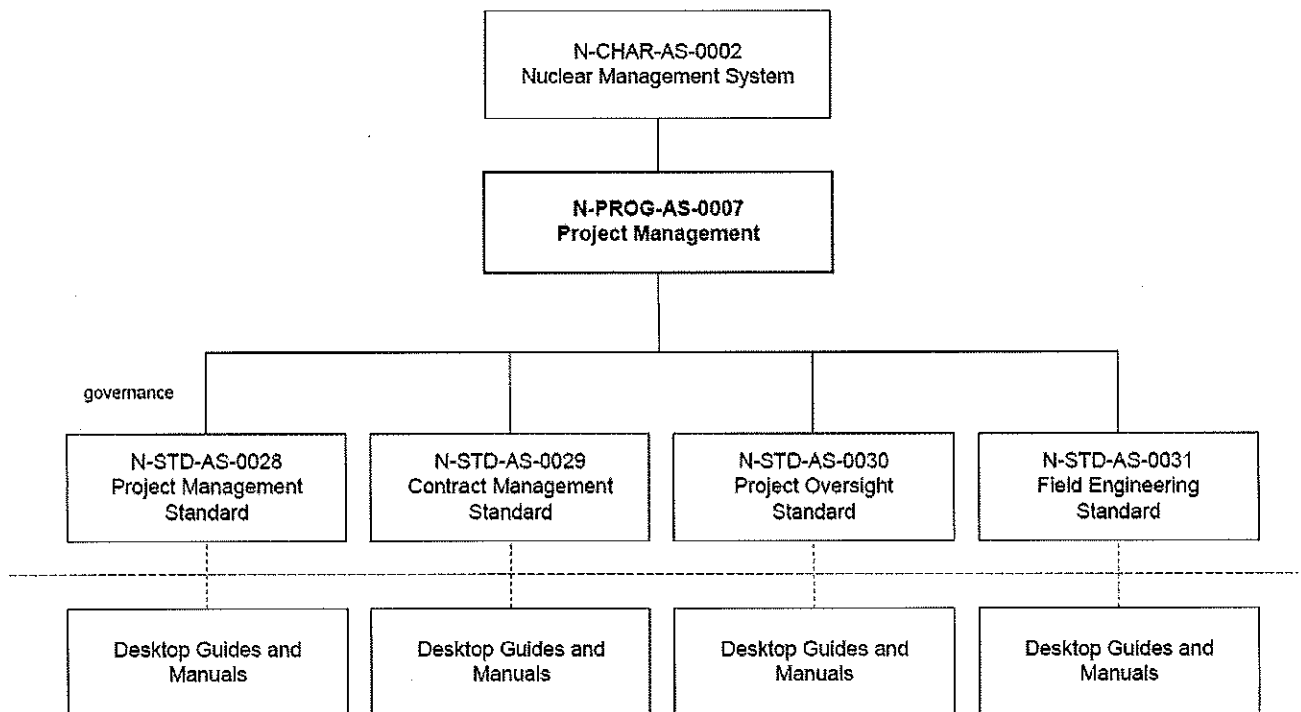 N-CHAR-AS-0002
Nuclear Management System
N-PROG-AS-0007
Project Management
governance
N-STD-AS-0028
Project Management
Standard
N-STD-AS-0029
Contract Management
Standard
N-STD-AS-0030
Project Oversight
Standard
N-STD-AS-0031
Field Engineering
Standard
Desktop Guides and
Manuals
Desktop Guides and
Manuals
Desktop Guides and
Manuals
Desktop Guides and
Manuals